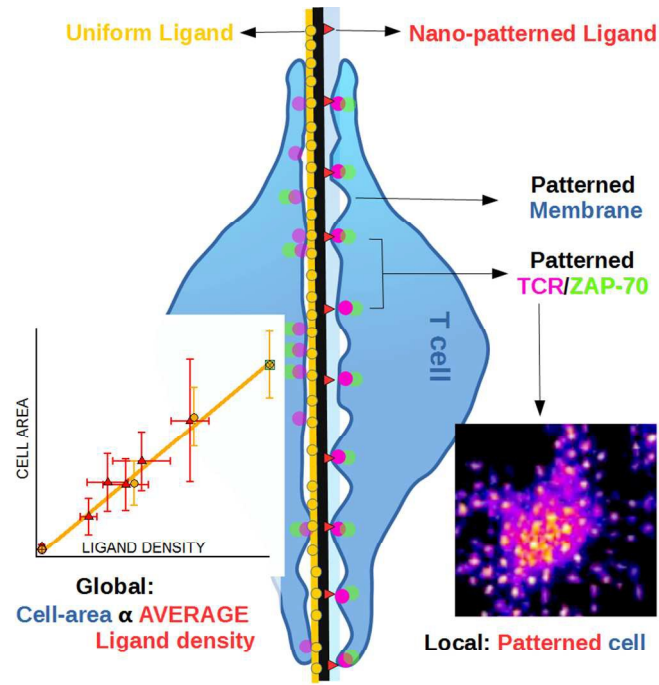 Uniform Ligand
Nano-patterned Ligand
Patterned
Membrane
Patterned
TCR/ZAP-70
T cell
CELL AREA
LIGAND DENSITY
Global:
Cell-area α AVERAGE
Ligand density
Local: Patterned cell